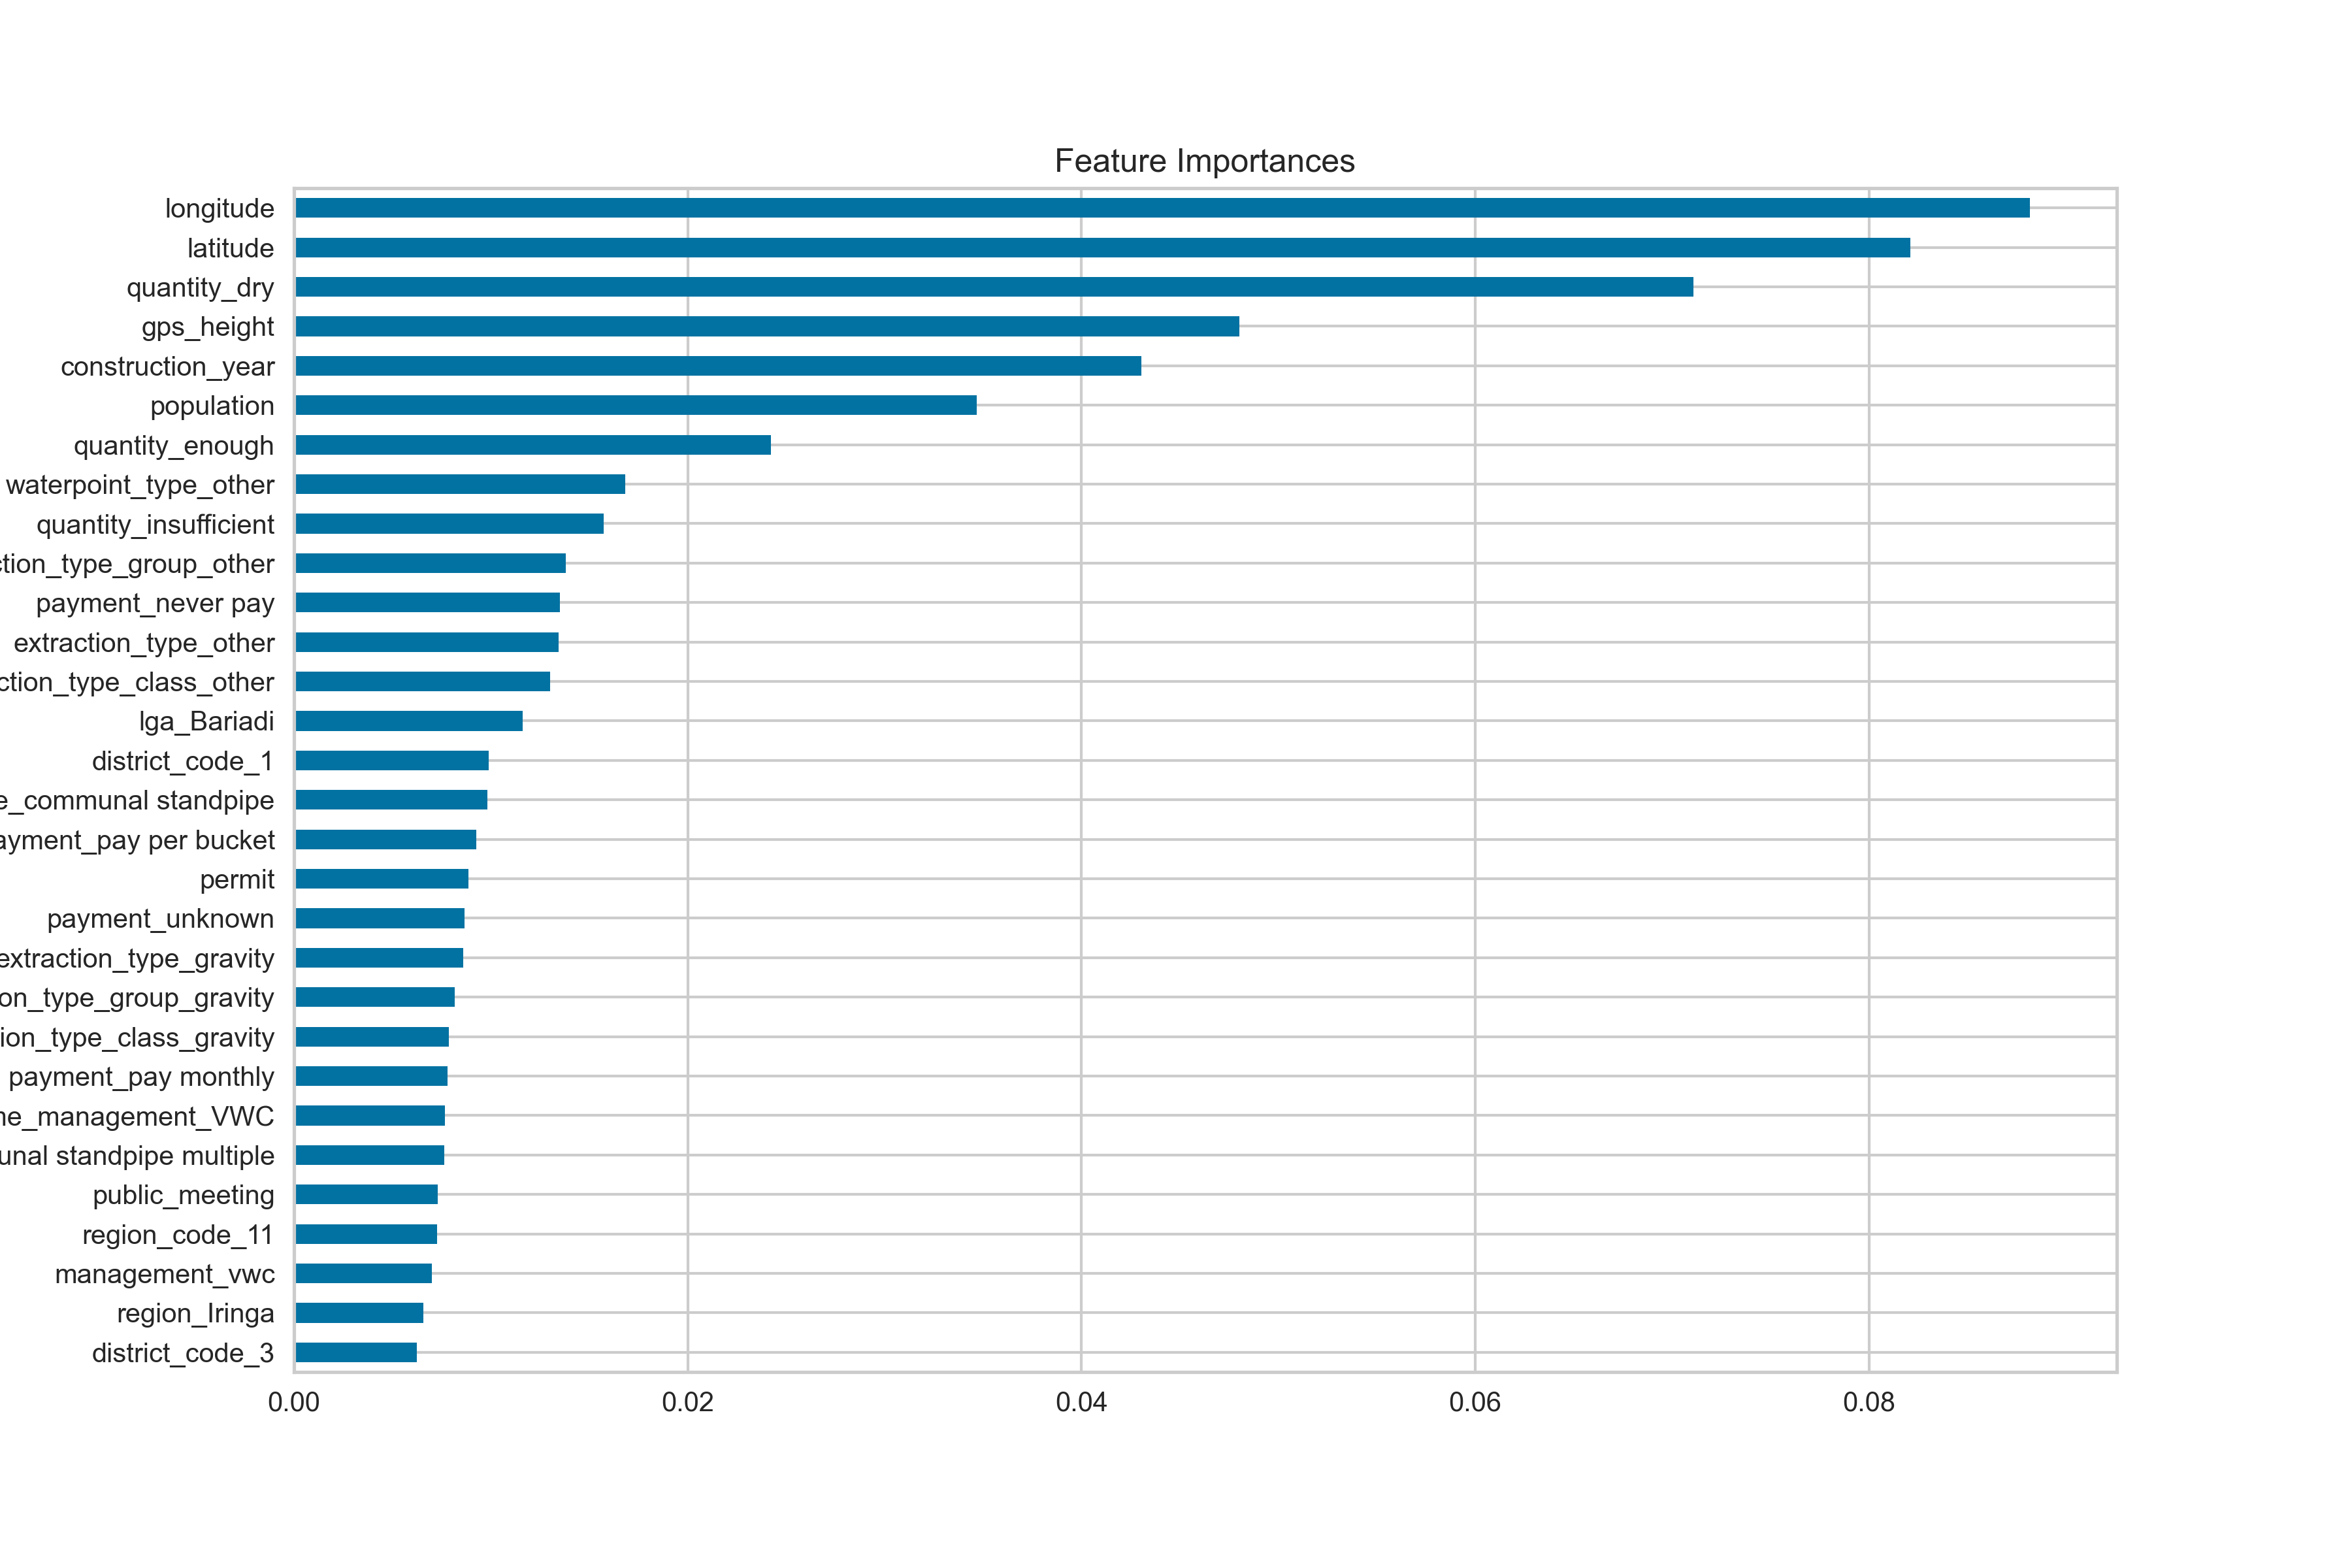 Feature Importances
longitude
latitude
quantity_dry
gps_height
construction_year
population
quantity_enough
waterpoint_type_other
quantity_insufficient
ction_type_group_other
payment_never pay
extraction_type_other
ction_type_class_other
lga_Bariadi
district_code_1
e_communal standpipe
ayment_pay per bucket
permit
payment_unknown
extraction_type_gravity
on_type_group_gravity
ion_type_class_gravity
payment_pay monthly
me_management_VWC
unal standpipe multiple
public_meeting
region_code_11
management_vwc
region_Iringa
district_code_3
0.00 0.02 0.04 0.06 0.08